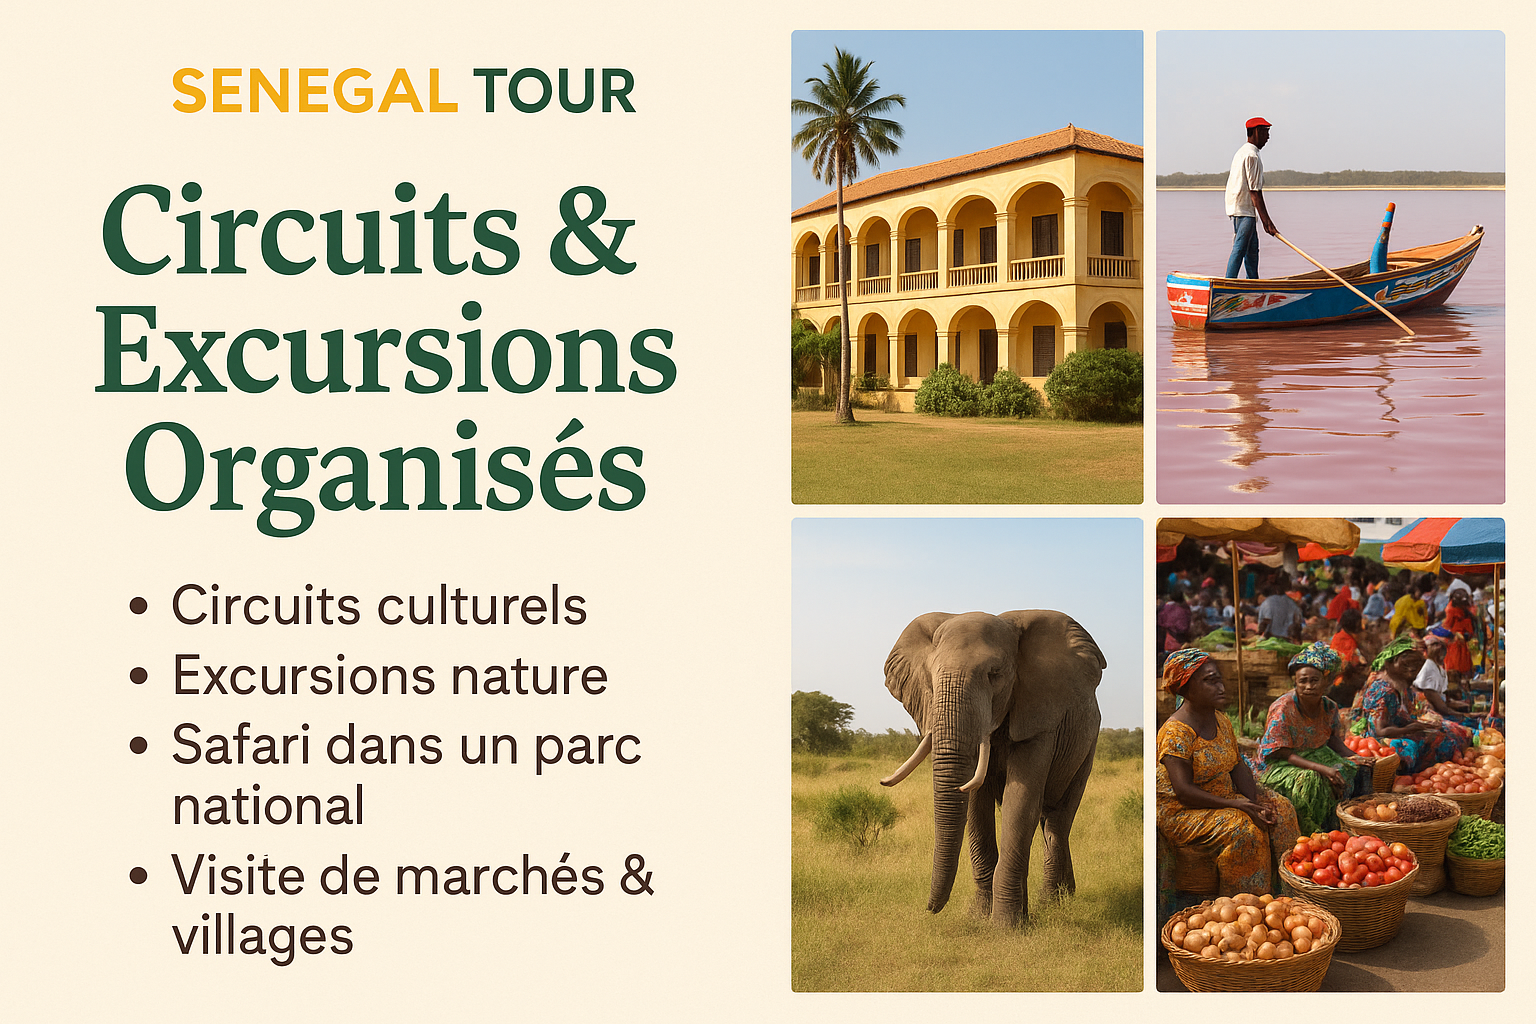 SENEGAL TOUR
Circuits &
Excursions
Organisés
• Circuits culturels
• Excursions nature
• Safari dans un parc
national
• Visite de marchés &
villages